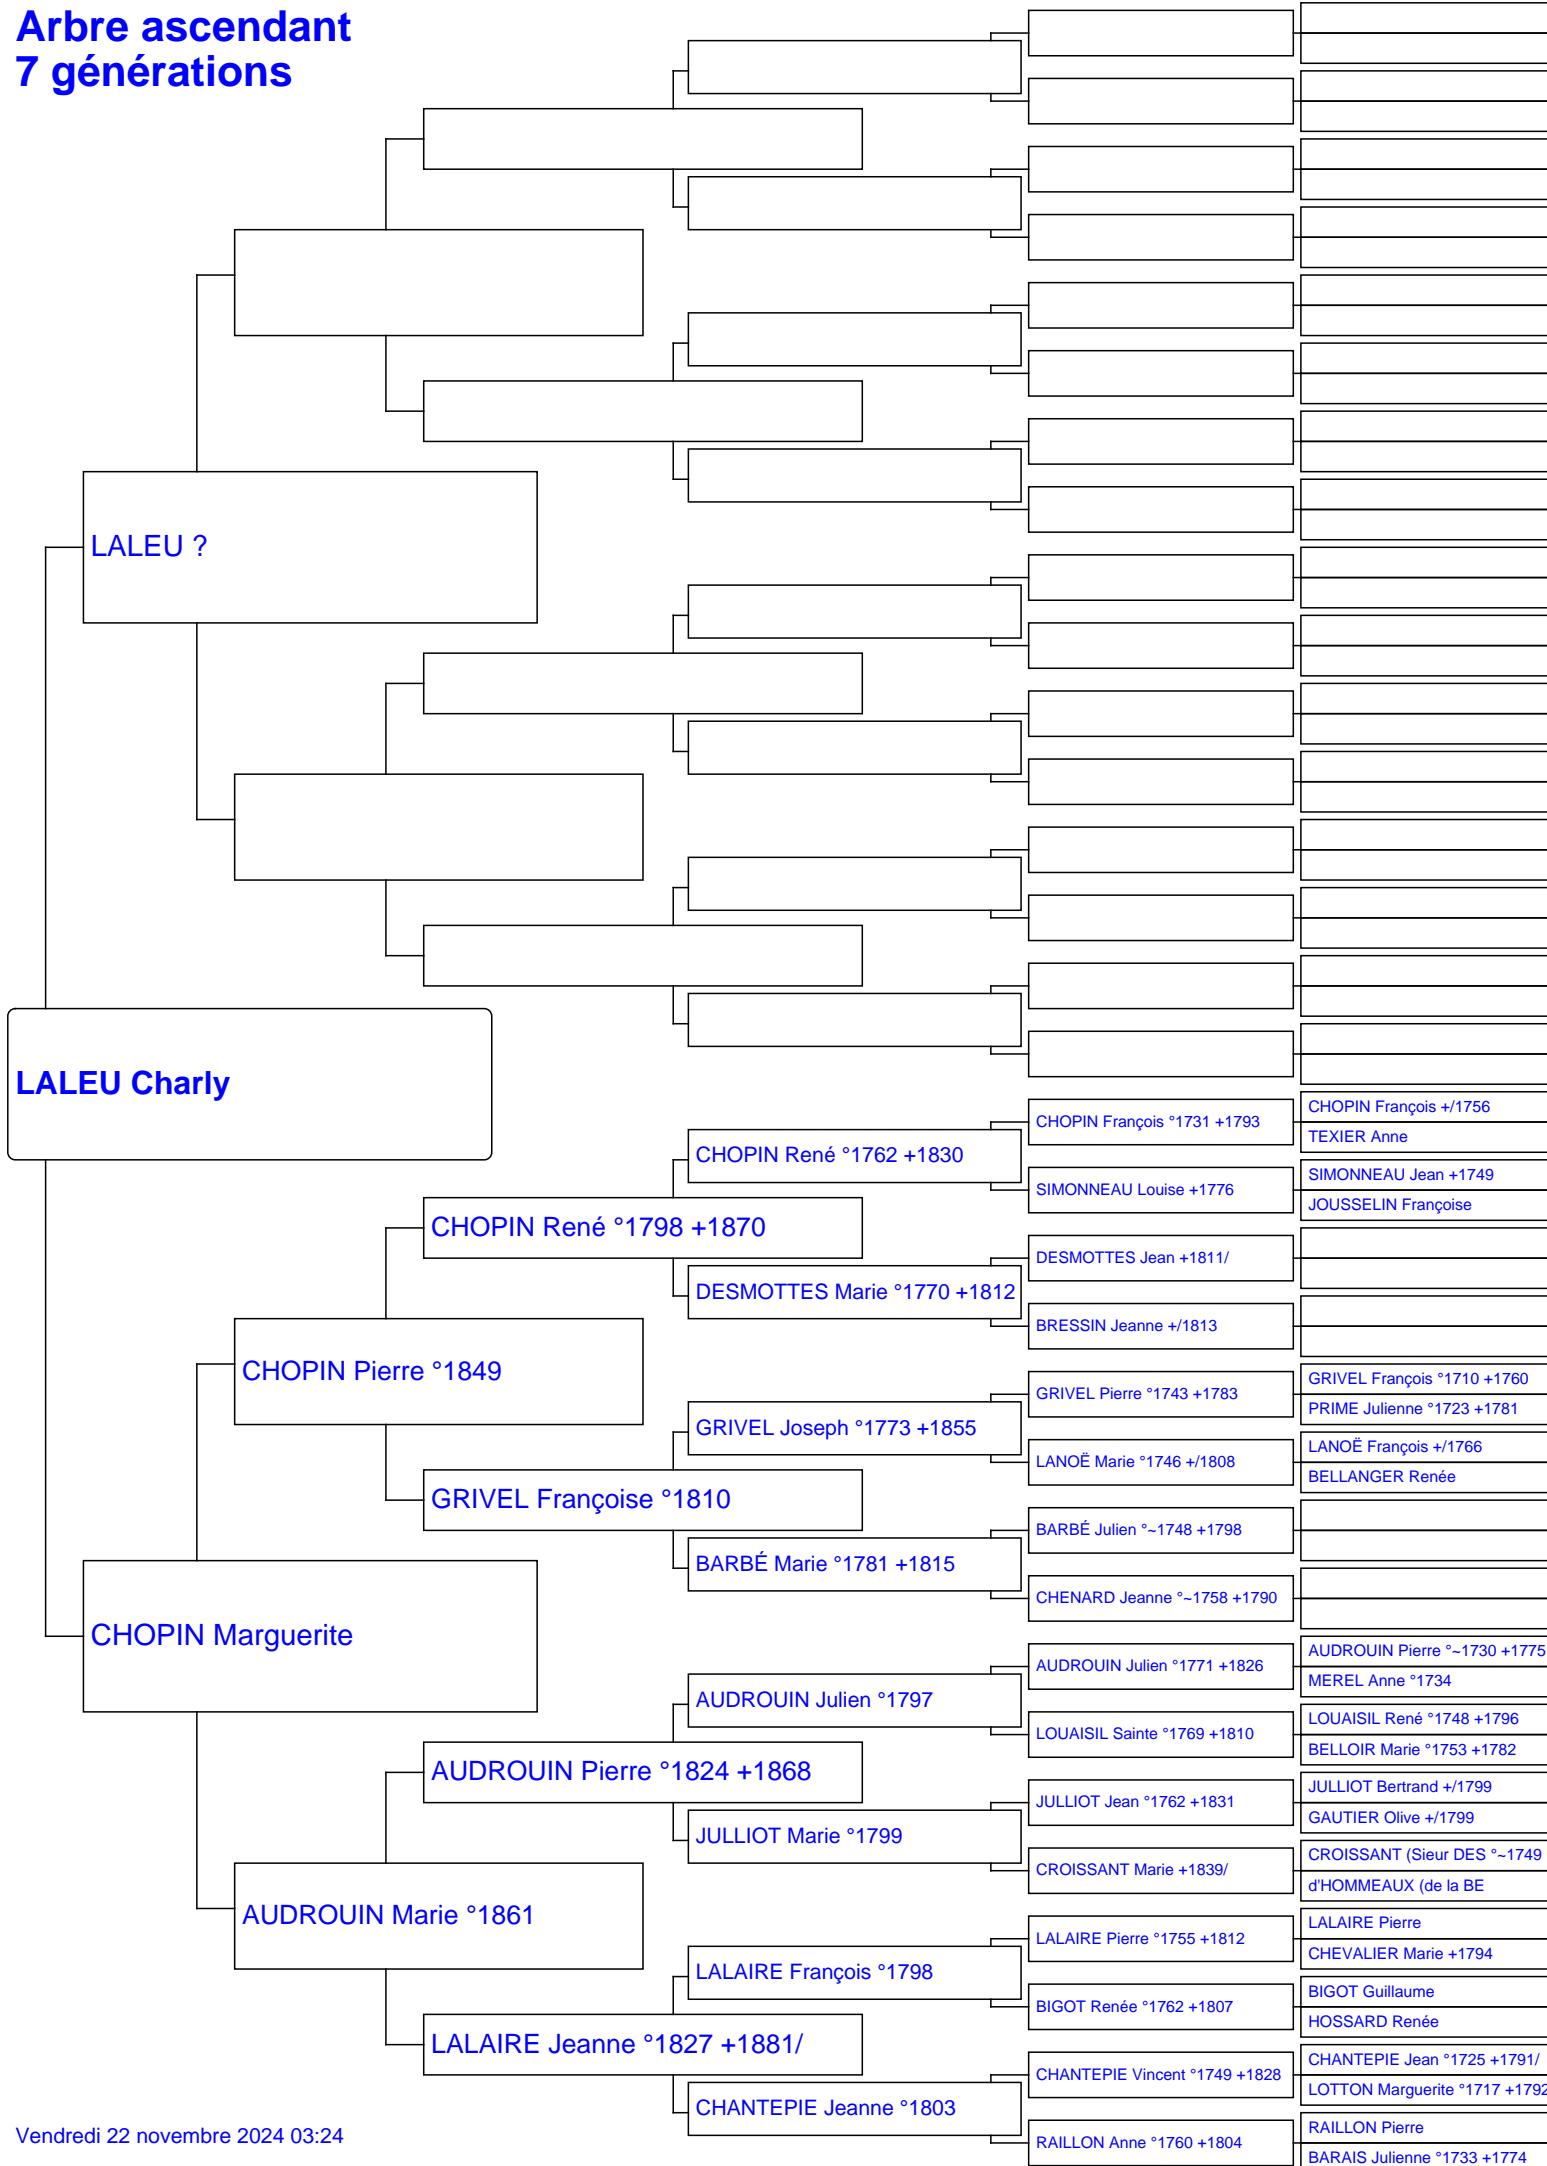 Arbre ascendant
7 générations
LALEU ?
LALEU Charly
CHOPIN François °1731 +1793
CHOPIN François +/1756
TEXIER Anne
CHOPIN René °1762 +1830
SIMONNEAU Louise +1776
SIMONNEAU Jean +1749
JOUSSELIN Françoise
CHOPIN René °1798 +1870
DESMOTTES Jean +1811/
DESMOTTES Marie °1770 +1812
BRESSIN Jeanne +/1813
CHOPIN Pierre °1849
GRIVEL Pierre °1743 +1783
GRIVEL François °1710 +1760
PRIME Julienne °1723 +1781
GRIVEL Joseph °1773 +1855
LANOË Marie °1746 +/1808
LANOË François +/1766
BELLANGER Renée
GRIVEL Françoise °1810
BARBÉ Julien °~1748 +1798
BARBÉ Marie °1781 +1815
CHENARD Jeanne °~1758 +1790
CHOPIN Marguerite
AUDROUIN Julien °1771 +1826
AUDROUIN Pierre °~1730 +1775
MEREL Anne °1734
AUDROUIN Julien °1797
LOUAISIL Sainte °1769 +1810
LOUAISIL René °1748 +1796
BELLOIR Marie °1753 +1782
AUDROUIN Pierre °1824 +1868
JULLIOT Jean °1762 +1831
JULLIOT Bertrand +/1799
GAUTIER Olive +/1799
JULLIOT Marie °1799
CROISSANT Marie +1839/
CROISSANT (Sieur DES °~1749
d'HOMMEAUX (de la BE
AUDROUIN Marie °1861
LALAIRE Pierre °1755 +1812
LALAIRE Pierre
CHEVALIER Marie +1794
LALAIRE François °1798
BIGOT Renée °1762 +1807
BIGOT Guillaume
HOSSARD Renée
LALAIRE Jeanne °1827 +1881/
CHANTEPIE Vincent °1749 +1828
CHANTEPIE Jean °1725 +1791/
LOTTON Marguerite °1717 +1792
CHANTEPIE Jeanne °1803
RAILLON Anne °1760 +1804
RAILLON Pierre
BARAIS Julienne °1733 +1774
Vendredi 22 novembre 2024 03:24